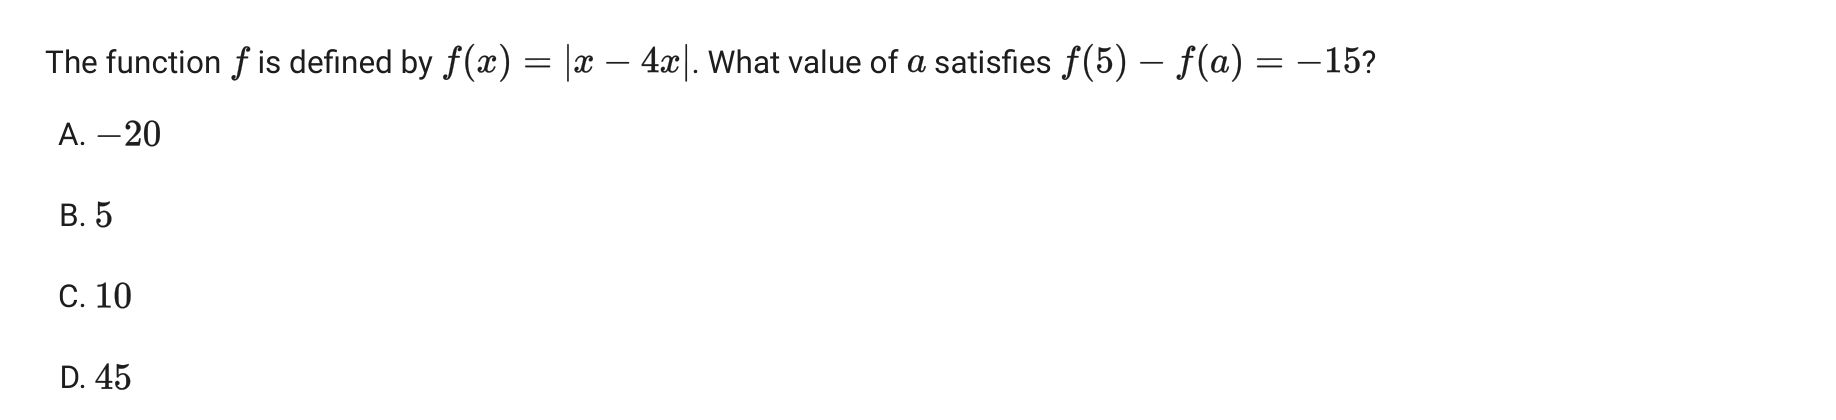 The function f is defined by f(x) = |x − 4x|. What value of a satisfies f(5) − f(a) = −15?
A. −20
B. 5
C. 10
D. 45